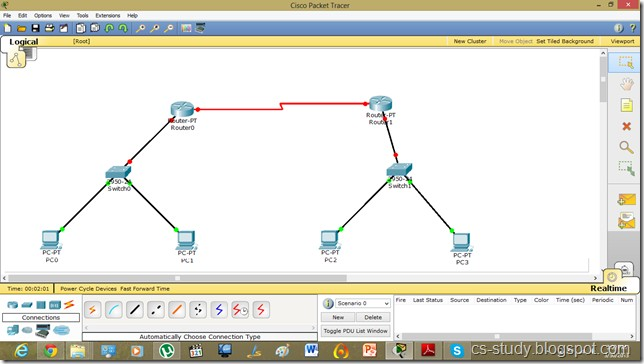 Cisco Packet Tracer
File Edit Options View Tools Extensions Help
Logical
[Root]
New Cluster
Move Object
Set Tiled Background
Viewport
Router-PT
Router0
Router-PT
Router1
Switch0
Switch1
PC-PT
PC0
PC-PT
PC1
PC-PT
PC2
PC-PT
PC3
Time: 00:02:01
Power Cycle Devices Fast Forward Time
Realtime
Scenario 0
New
Delete
Toggle PDU List Window
Fire Last Status Source Destination Type Color Time (sec) Periodic Num
Connections
Automatically Choose Connection Type
cs-study.blogspot.com